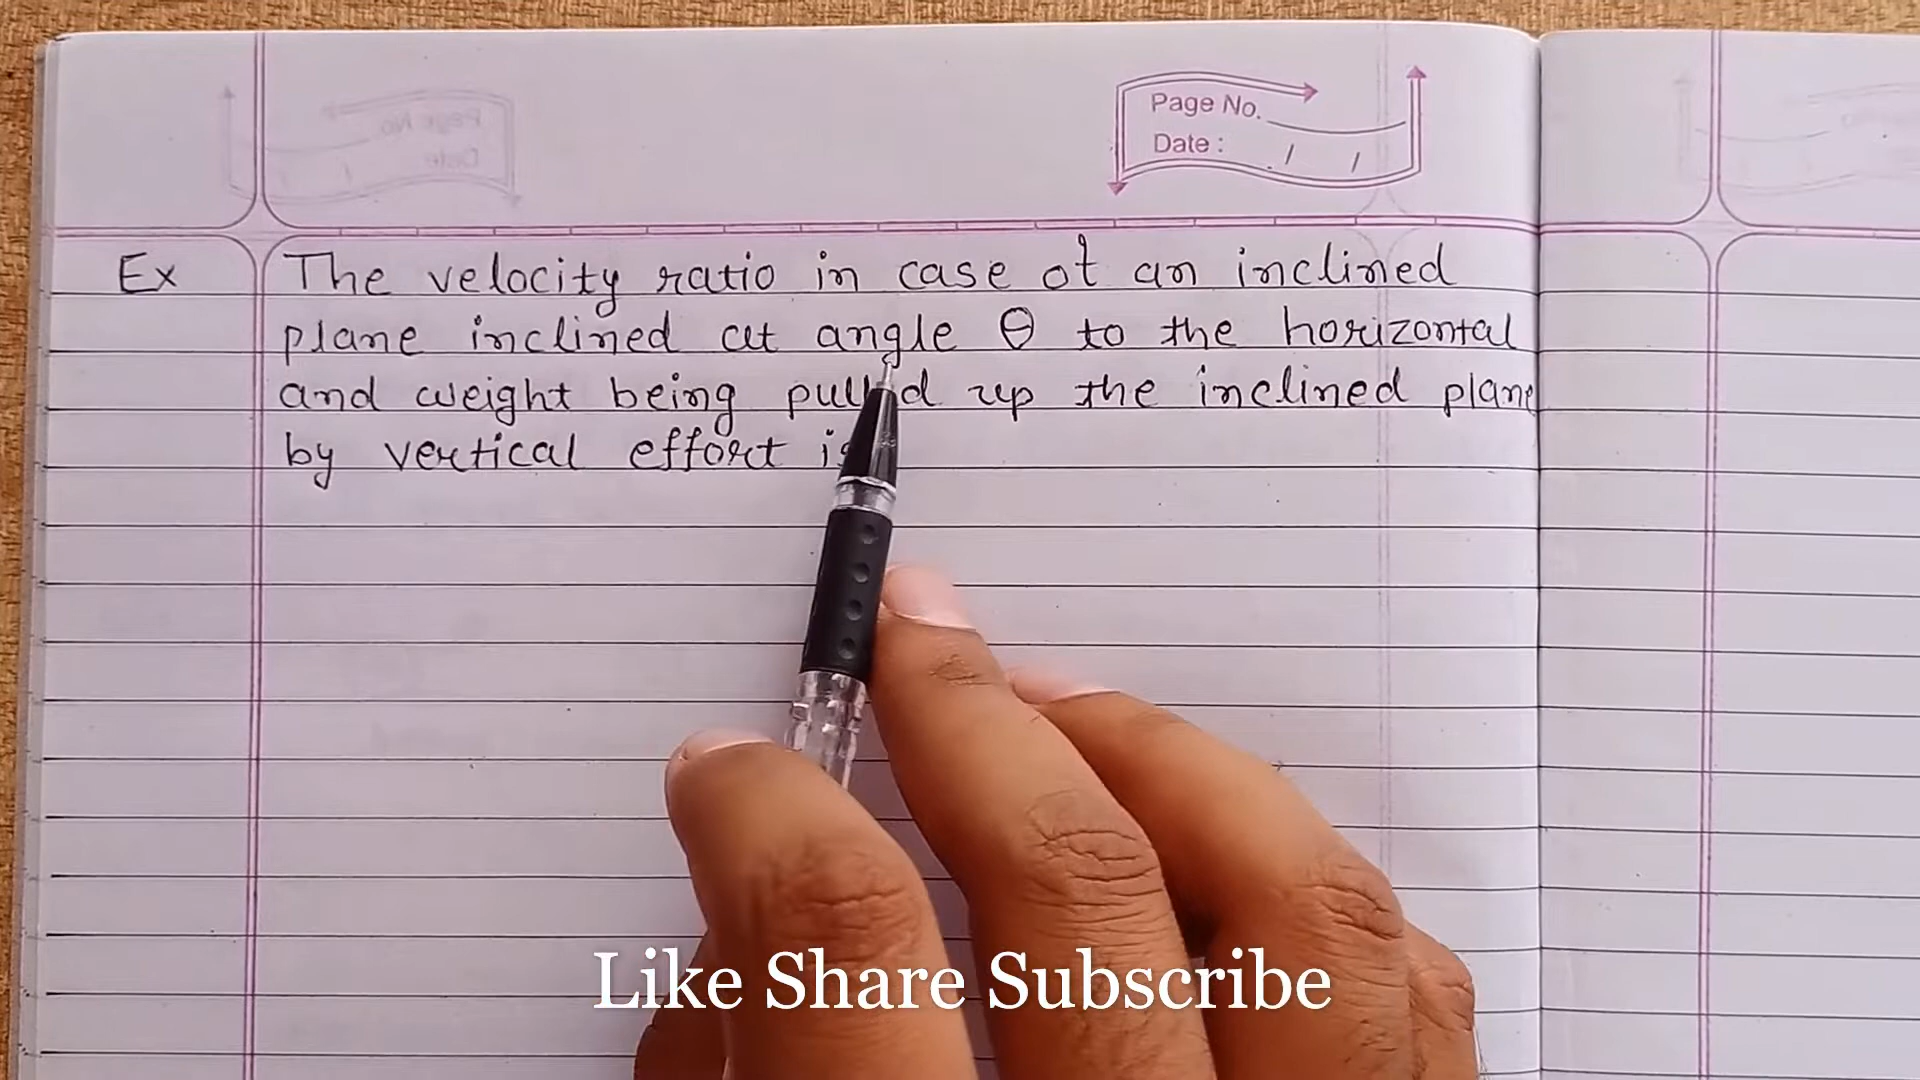 Page No.
Date : / /
Ex The velocity ratio in case of an inclined
plane inclined at angle θ to the horizontal
and weight being pulled up the inclined plane
by vertical effort is
Like Share Subscribe